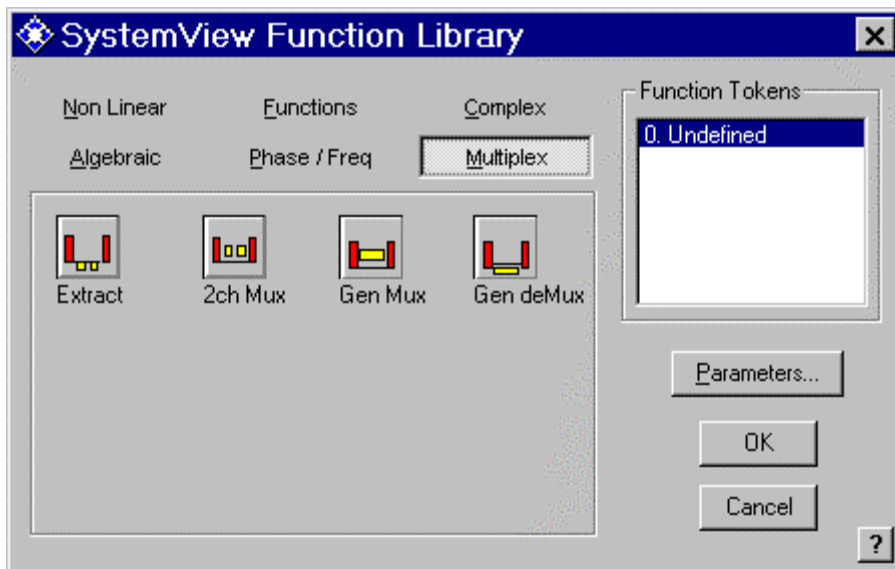 SystemView Function Library
Non Linear
Functions
Complex
Algebraic
Phase / Freq
Multiplex
Extract
2ch Mux
Gen Mux
Gen deMux
Function Tokens
0. Undefined
Parameters...
OK
Cancel
?